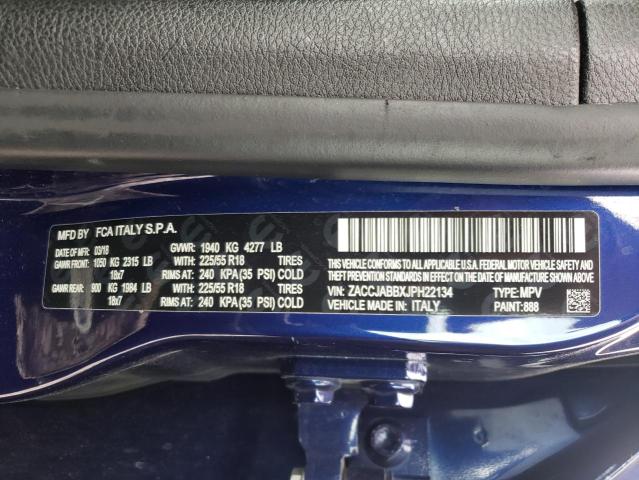 MFD BY FCA ITALY S.P.A.
DATE OF MFR: 03/18 GVWR: 1940 KG 4277 LB
GAWR FRONT: 1050 KG 2315 LB WITH: 225/55 R18 TIRES
18x7 RIMS AT: 240 KPA(35 PSI) COLD
GAWR REAR: 900 KG 1984 LB WITH: 225/55 R18 TIRES
18x7 RIMS AT: 240 KPA(35 PSI) COLD
THIS VEHICLE CONFORMS TO ALL APPLICABLE U.S.A. FEDERAL MOTOR VEHICLE
SAFETY, BUMPER, AND THEFT PREVENTION STANDARDS IN EFFECT ON THE DATE OF MANUFACTURE SHOWN ABOVE.
VIN: ZACCJABBXJPH22134 TYPE: MPV
VEHICLE MADE IN: ITALY PAINT:888